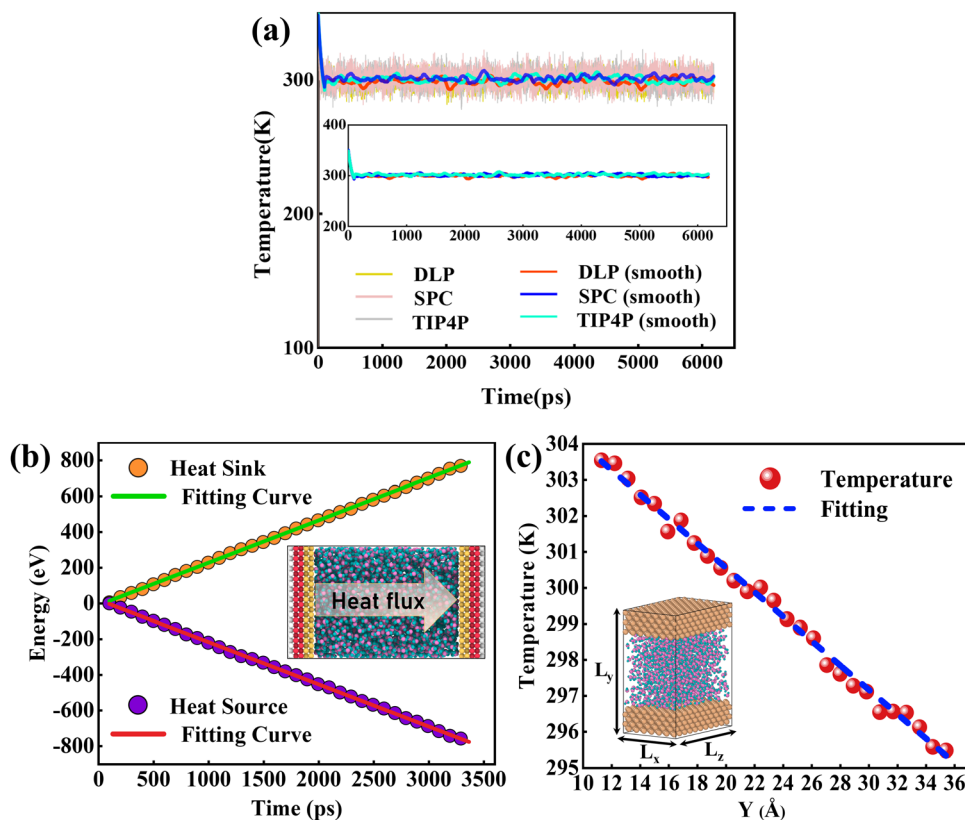 (a)
Temperature(K)
300
200
100
400
300
200
0 1000 2000 3000 4000 5000 6000
DLP
SPC
TIP4P
DLP (smooth)
SPC (smooth)
TIP4P (smooth)
0 1000 2000 3000 4000 5000 6000
Time(ps)
(b)
Energy (eV)
800
600
400
200
0
-200
-400
-600
-800
Heat Sink
Fitting Curve
Heat flux
Heat Source
Fitting Curve
0 500 1000 1500 2000 2500 3000 3500
Time (ps)
(c)
Temperature (K)
304
303
302
301
300
299
298
297
296
295
Temperature
Fitting
Ly
Lx
Lz
10 12 14 16 18 20 22 24 26 28 30 32 34 36
Y (Å)